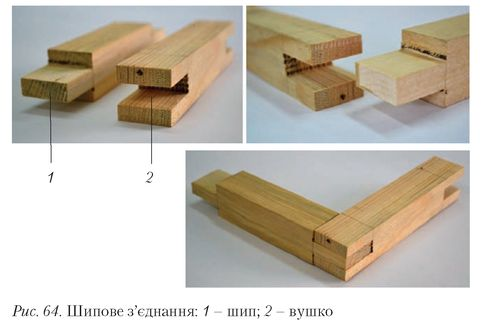 1 2
Рис. 64. Шипове з’єднання: 1 – шип; 2 – вушко